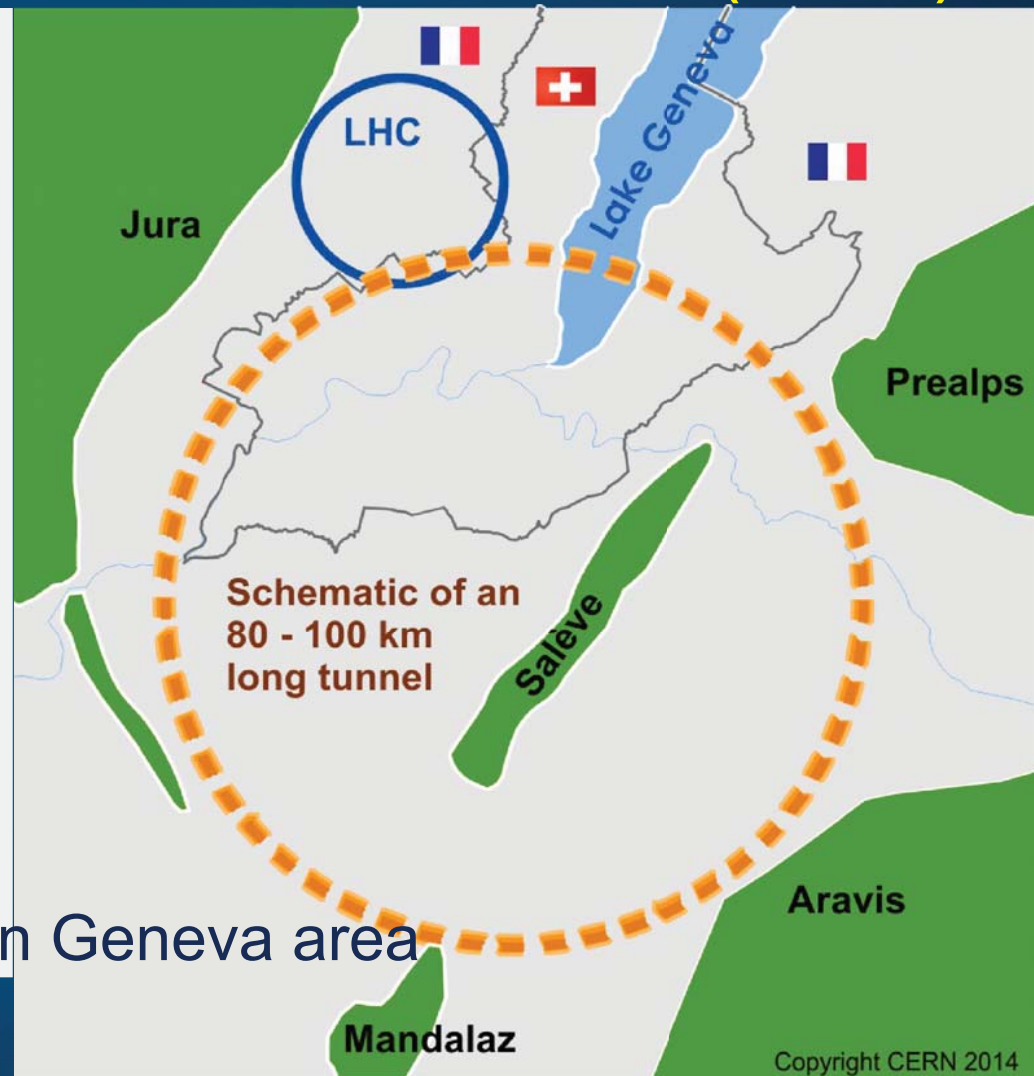 LHC
Lake Geneva
Jura
Prealps
Schematic of an
80 - 100 km
long tunnel
Salève
Aravis
n Geneva area
Mandalaz
Copyright CERN 2014